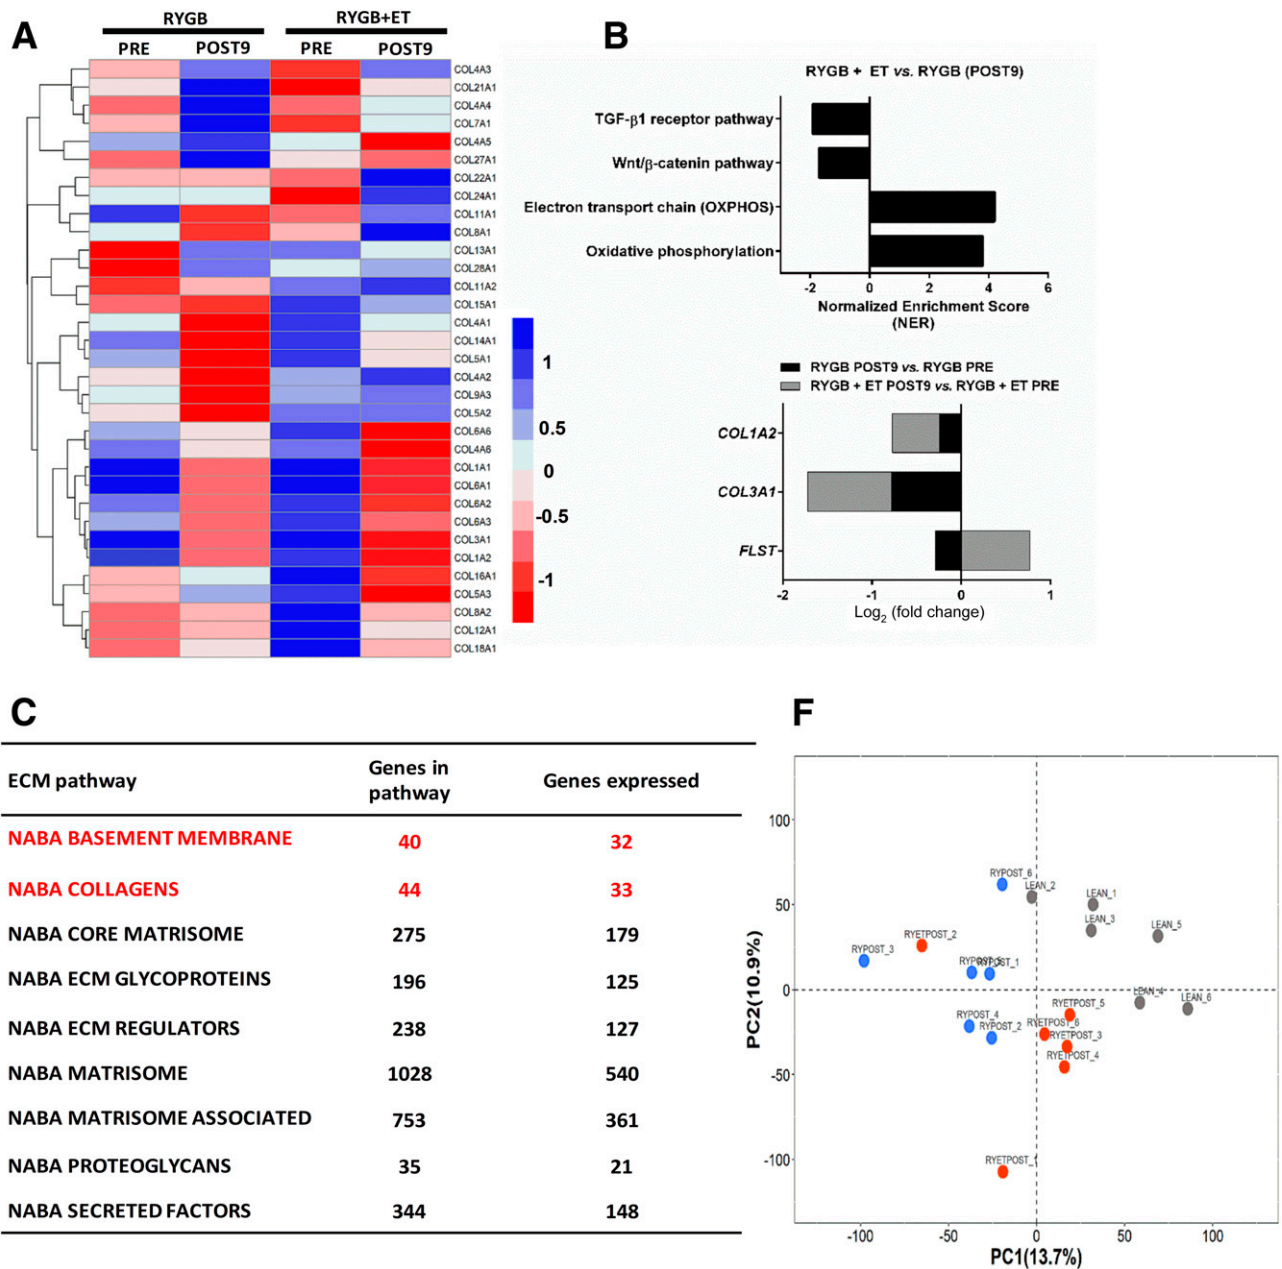 A
RYGB
RYGB+ET
PRE
POST9
PRE
POST9
COL4A3
COL21A1
COL4A4
COL7A1
COL4A5
COL27A1
COL22A1
COL24A1
COL11A1
COL8A1
COL13A1
COL28A1
COL11A2
COL15A1
COL4A1
COL14A1
COL5A1
COL4A2
COL9A3
COL5A2
COL6A6
COL4A6
COL1A1
COL6A1
COL6A2
COL6A3
COL3A1
COL1A2
COL16A1
COL5A3
COL8A2
COL12A1
COL18A1
1
0.5
0
-0.5
-1
B
RYGB + ET vs. RYGB (POST9)
TGF-β1 receptor pathway
Wnt/β-catenin pathway
Electron transport chain (OXPHOS)
Oxidative phosphorylation
-2 0 2 4 6
Normalized Enrichment Score
(NER)
RYGB POST9 vs. RYGB PRE
RYGB + ET POST9 vs. RYGB + ET PRE
COL1A2
COL3A1
FLST
-2 -1 0 1
Log2 (fold change)
C
ECM pathway Genes in pathway Genes expressed
NABA BASEMENT MEMBRANE 40 32
NABA COLLAGENS 44 33
NABA CORE MATRISOME 275 179
NABA ECM GLYCOPROTEINS 196 125
NABA ECM REGULATORS 238 127
NABA MATRISOME 1028 540
NABA MATRISOME ASSOCIATED 753 361
NABA PROTEOGLYCANS 35 21
NABA SECRETED FACTORS 344 148
F
PC2(10.9%)
100
50
0
-50
-100
RYPOST_6
LEAN_2
LEAN_1
LEAN_3
LEAN_5
RYETPOST_2
RYPOST_3
RYPOST_1
LEAN_4
LEAN_6
RYETPOST_5
RYPOST_4
RYETPOST_6
RYPOST_2
RYETPOST_3
RYETPOST_4
RYETPOST_1
-100 -50 0 50 100
PC1(13.7%)